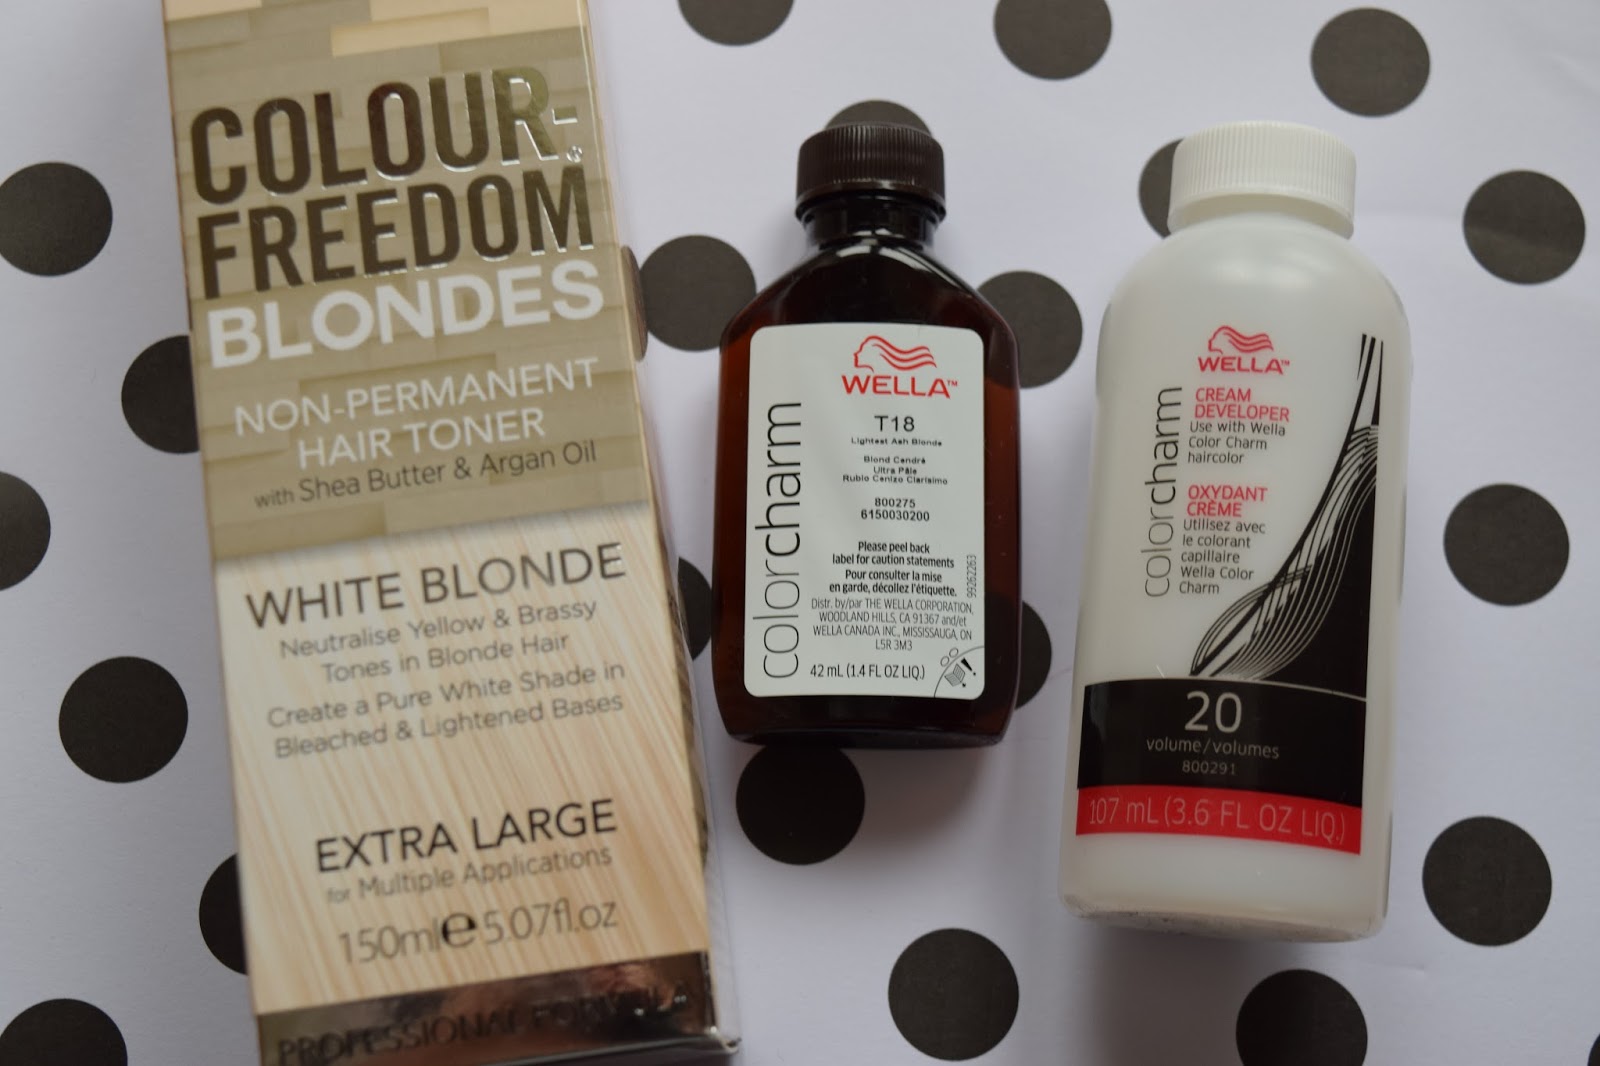 COLOUR-
FREEDOM®
BLONDES
NON-PERMANENT
HAIR TONER
with Shea Butter & Argan Oil
WHITE BLONDE
Neutralise Yellow & Brassy
Tones in Blonde Hair
Create a Pure White Shade in
Bleached & Lightened Bases
EXTRA LARGE
for Multiple Applications
150ml e 5.07fl.oz
PROFESSIONAL FORMULA
WELLA™
colorcharm
T18
Lightest Ash Blonde
Blond Cendré
Ultra Pâle
Rubio Cenizo Clarísimo
800275
6150030200
Please peel back
label for caution statements
Pour consulter la mise
en garde, décollez l'étiquette.
Distr. by/par THE WELLA CORPORATION,
WOODLAND HILLS, CA 91367 and/et
WELLA CANADA INC., MISSISSAUGA, ON
L5R 3M3
42 mL (1.4 FL OZ LIQ.)
99262263
WELLA™
colorcharm
CREAM
DEVELOPER
Use with Wella
Color Charm
haircolor
OXYDANT
CRÈME
Utilisez avec
le colorant
capillaire
Wella Color
Charm
20
volume/volumes
800291
107 mL (3.6 FL OZ LIQ.)